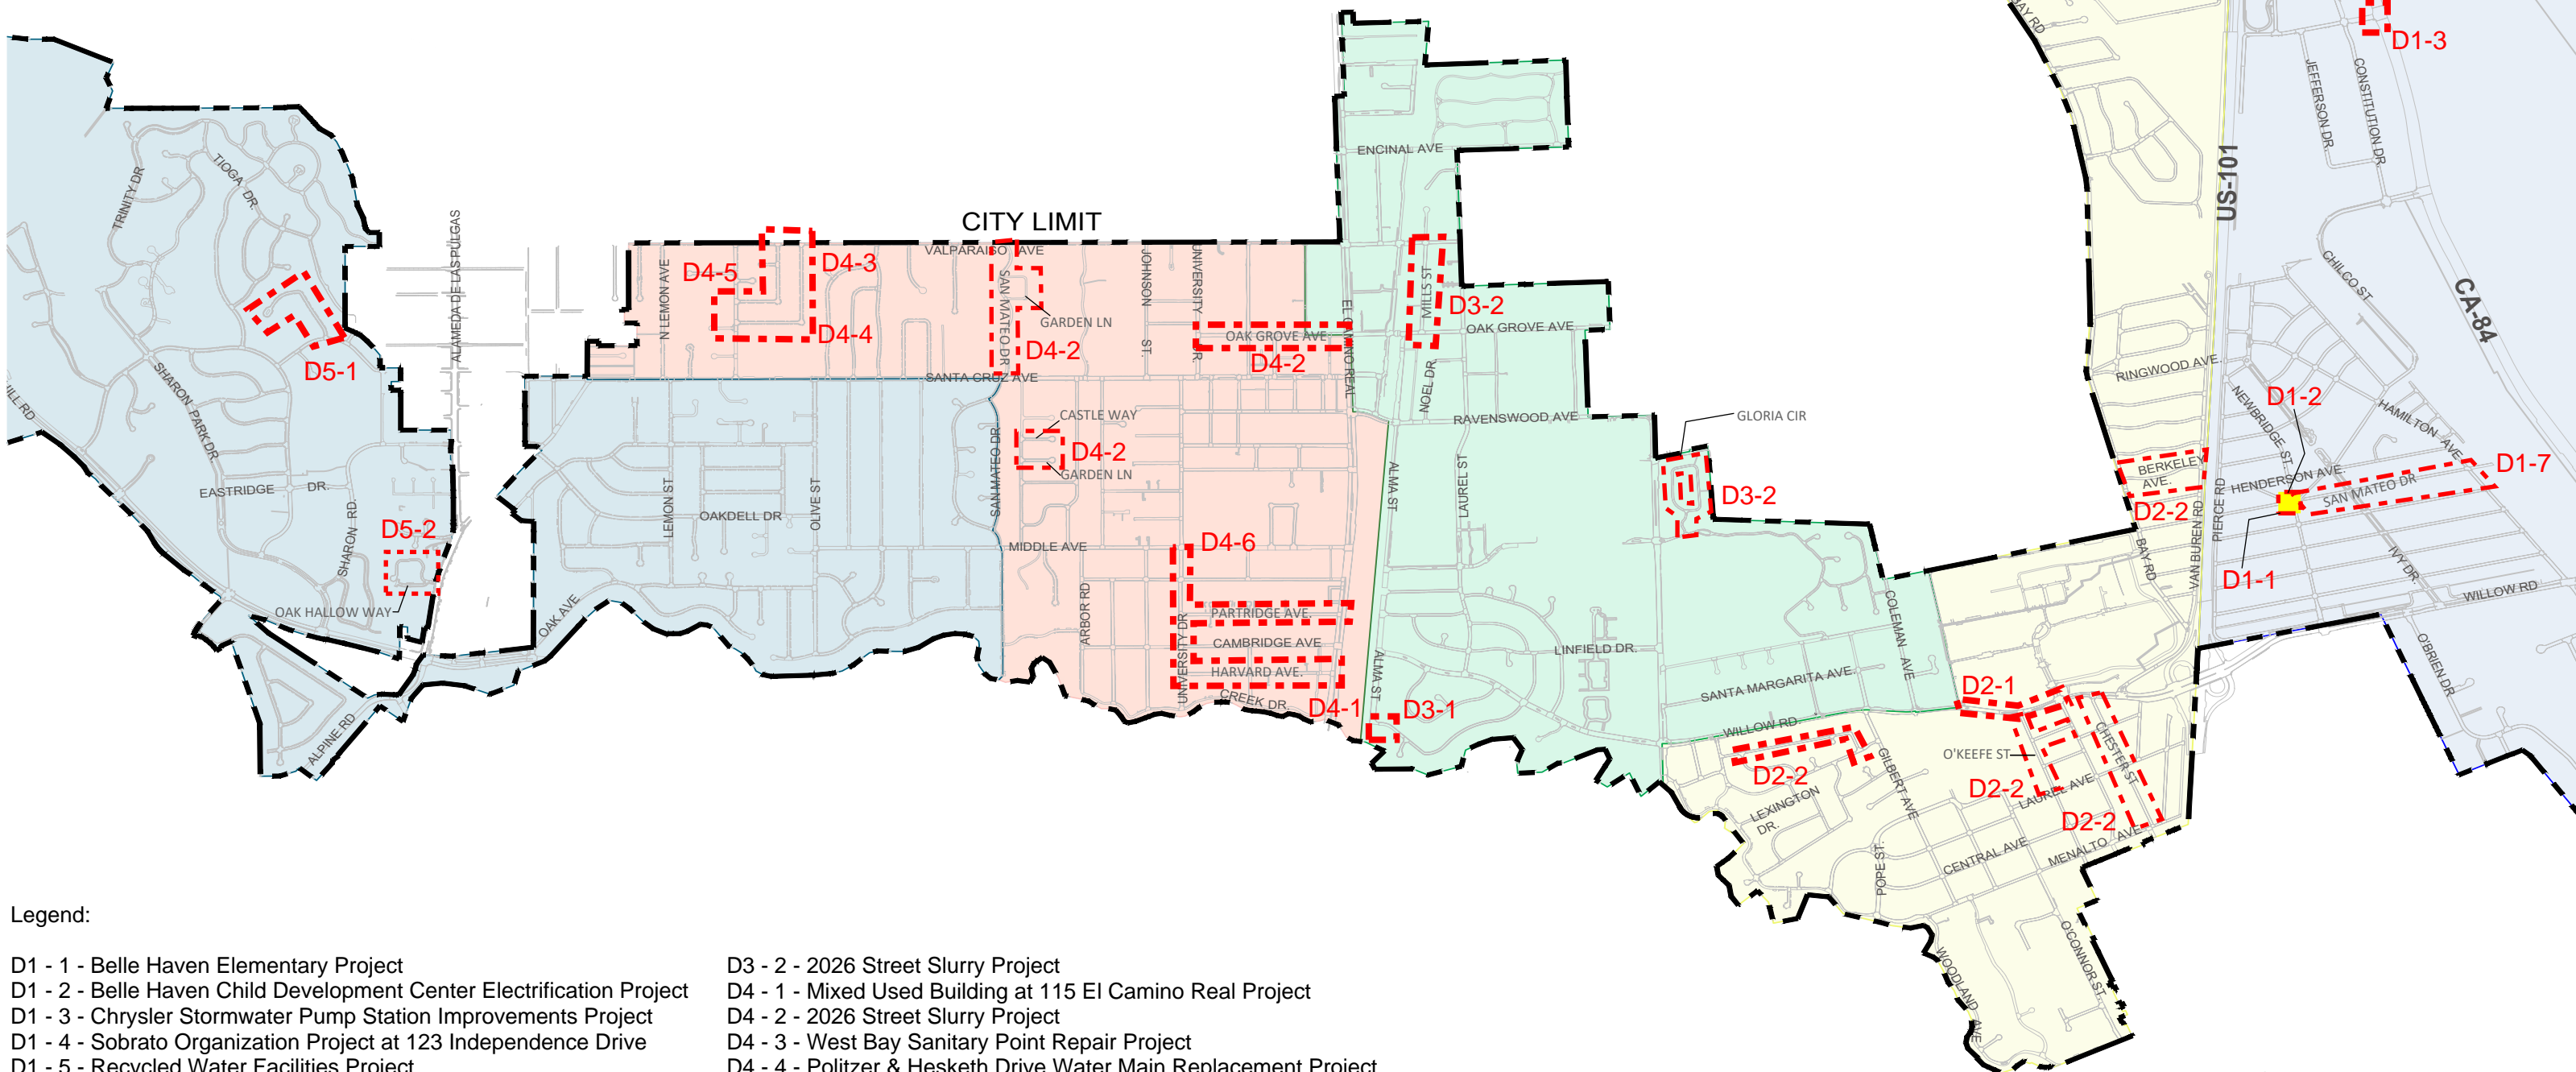 BAY RD
D1-3
JEFFERSON DR.
CONSTITUTION DR
US-101
CA-84
CHILCO ST
ENCINAL AVE
TRINITY DR
TIOGA DR.
ALAMEDA DE LAS PULGAS
CITY LIMIT
VALPARAISO AVE
D4-5
D4-3
D4-4
N LEMON AVE
SAN MATEO DR
GARDEN LN
D4-2
JOHNSON ST.
UNIVERSITY DR.
OAK GROVE AVE
D4-2
EL CAMINO REAL
MILLS ST
D3-2
OAK GROVE AVE
NOEL DR.
RAVENSWOOD AVE
SANTA CRUZ AVE
D5-1
SHARON PARK DR.
HILL RD
EASTRIDGE DR.
SHARON RD.
D5-2
OAK HALLOW WAY
ALPINE RD
OAK AVE
LEMON ST.
OAKDELL DR
OLIVE ST
SAN MATEO DR.
CASTLE WAY
D4-2
GARDEN LN
MIDDLE AVE
ARBOR RD
D4-6
UNIVERSITY DR
PARTRIDGE AVE.
CAMBRIDGE AVE
HARVARD AVE.
CREEK DR.
D4-1
D3-1
ALMA ST
ALMA ST
LAUREL ST
GLORIA CIR
D3-2
LINFIELD DR.
SANTA MARGARITA AVE.
COLEMAN AVE
WILLOW RD.
RINGWOOD AVE.
BERKELEY AVE.
D2-2
BAY RD
VAN BUREN RD
PIERCE RD
NEWBRIDGE ST.
D1-2
HAMILTON AVE
HENDERSON AVE.
SAN MATEO DR
D1-7
D1-1
IVY DR.
WILLOW RD
O'BRIEN DR
D2-1
O'KEEFE ST
D2-2
CHESTER ST
LAUREL AVE
D2-2
D2-2
GILBERT AVE
LEXINGTON DR.
POPE ST.
CENTRAL AVE
MENALTO AVE
WOODLAND AVE
O'CONNOR ST.
Legend:
D1 - 1 - Belle Haven Elementary Project
D1 - 2 - Belle Haven Child Development Center Electrification Project
D1 - 3 - Chrysler Stormwater Pump Station Improvements Project
D1 - 4 - Sobrato Organization Project at 123 Independence Drive
D1 - 5 - Recycled Water Facilities Project
D3 - 2 - 2026 Street Slurry Project
D4 - 1 - Mixed Used Building at 115 El Camino Real Project
D4 - 2 - 2026 Street Slurry Project
D4 - 3 - West Bay Sanitary Point Repair Project
D4 - 4 - Politzer & Hesketh Drive Water Main Replacement Project